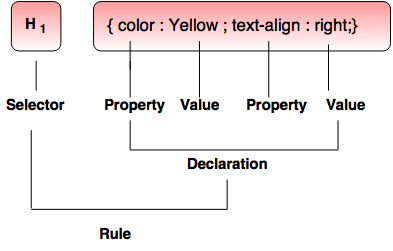 H 1 { color : Yellow ; text-align : right;}
Selector Property Value Property Value
Declaration
Rule